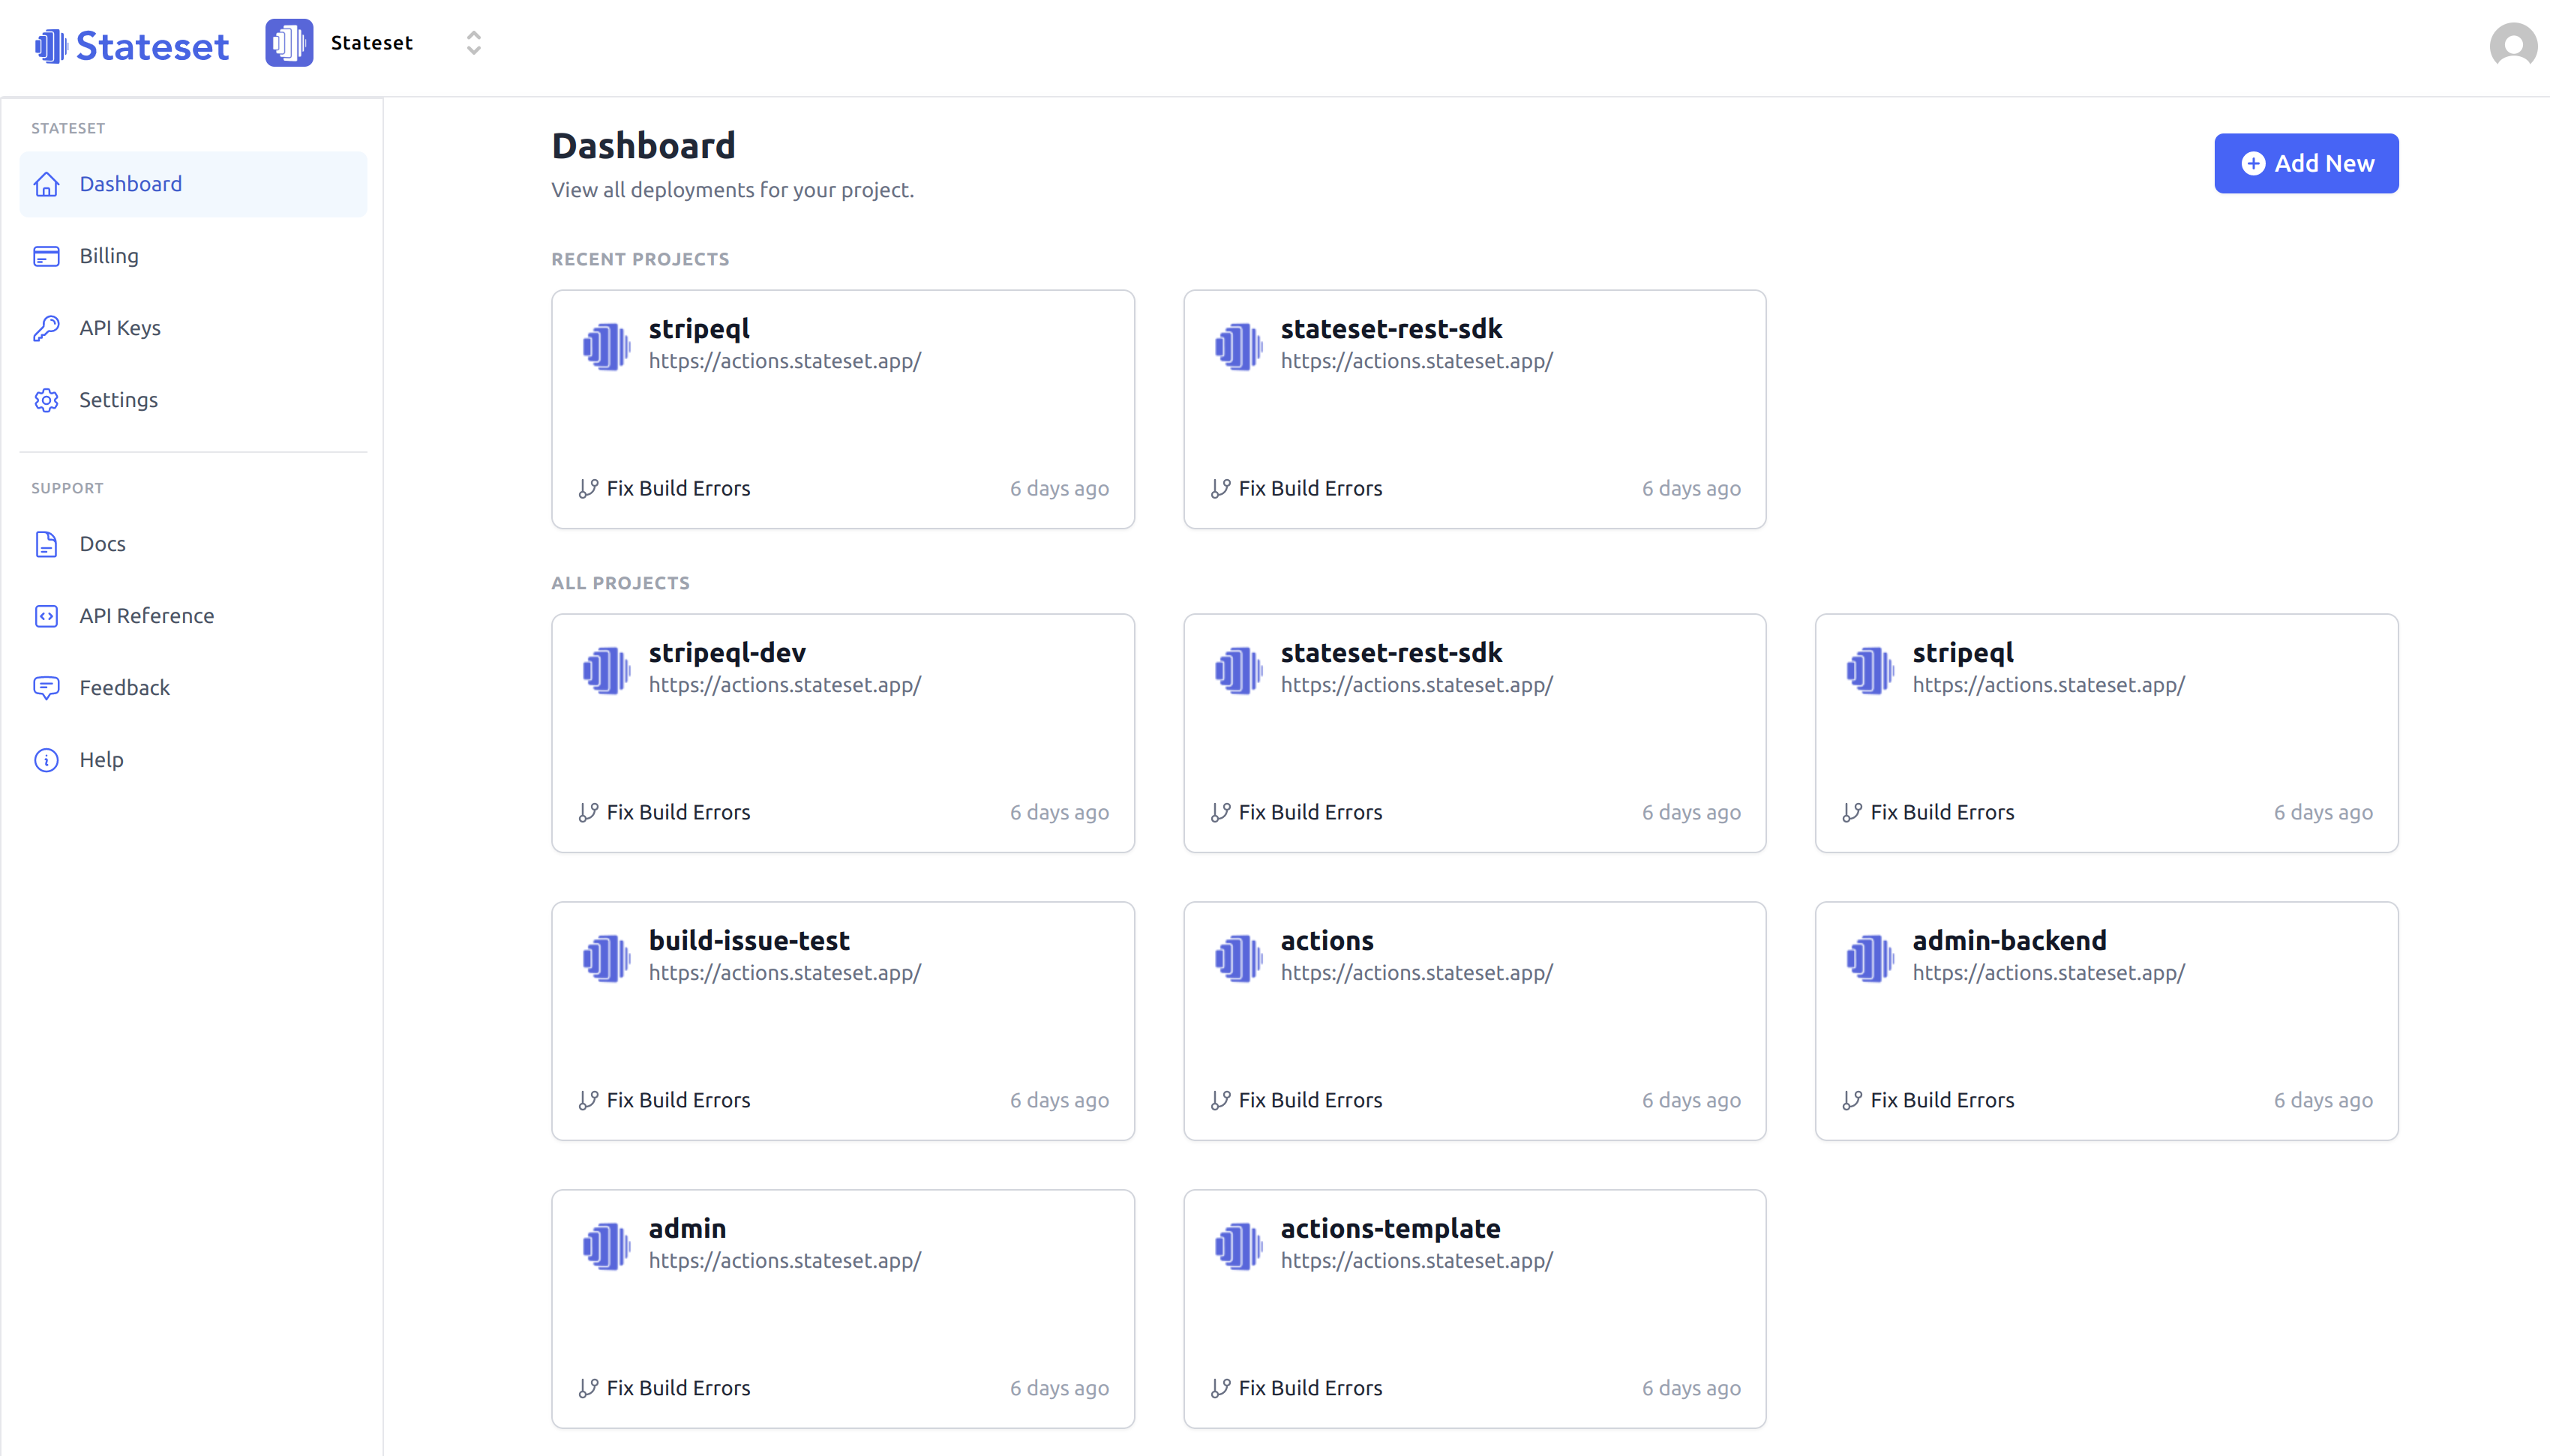 Stateset
Stateset
STATESET
Dashboard
Billing
API Keys
Settings
SUPPORT
Docs
API Reference
Feedback
Help
Dashboard
View all deployments for your project.
Add New
RECENT PROJECTS
stripeql
https://actions.stateset.app/
Fix Build Errors
6 days ago
stateset-rest-sdk
https://actions.stateset.app/
Fix Build Errors
6 days ago
ALL PROJECTS
stripeql-dev
https://actions.stateset.app/
Fix Build Errors
6 days ago
stateset-rest-sdk
https://actions.stateset.app/
Fix Build Errors
6 days ago
stripeql
https://actions.stateset.app/
Fix Build Errors
6 days ago
build-issue-test
https://actions.stateset.app/
Fix Build Errors
6 days ago
actions
https://actions.stateset.app/
Fix Build Errors
6 days ago
admin-backend
https://actions.stateset.app/
Fix Build Errors
6 days ago
admin
https://actions.stateset.app/
Fix Build Errors
6 days ago
actions-template
https://actions.stateset.app/
Fix Build Errors
6 days ago